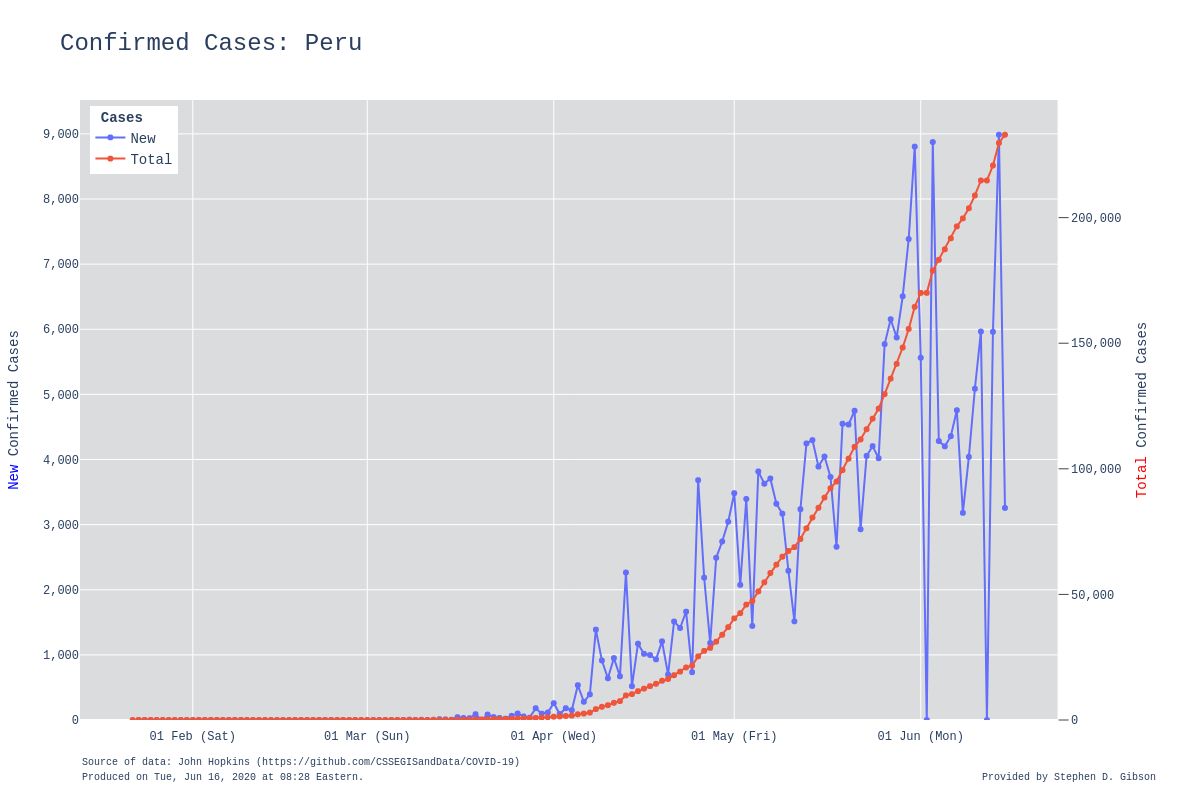 Confirmed Cases: Peru
Cases
New
Total
9,000
8,000
7,000
6,000
5,000
4,000
3,000
2,000
1,000
0
New Confirmed Cases
200,000
150,000
100,000
50,000
0
Total Confirmed Cases
01 Feb (Sat) 01 Mar (Sun) 01 Apr (Wed) 01 May (Fri) 01 Jun (Mon)
Source of data: John Hopkins (https://github.com/CSSEGISandData/COVID-19)
Produced on Tue, Jun 16, 2020 at 08:28 Eastern.
Provided by Stephen D. Gibson